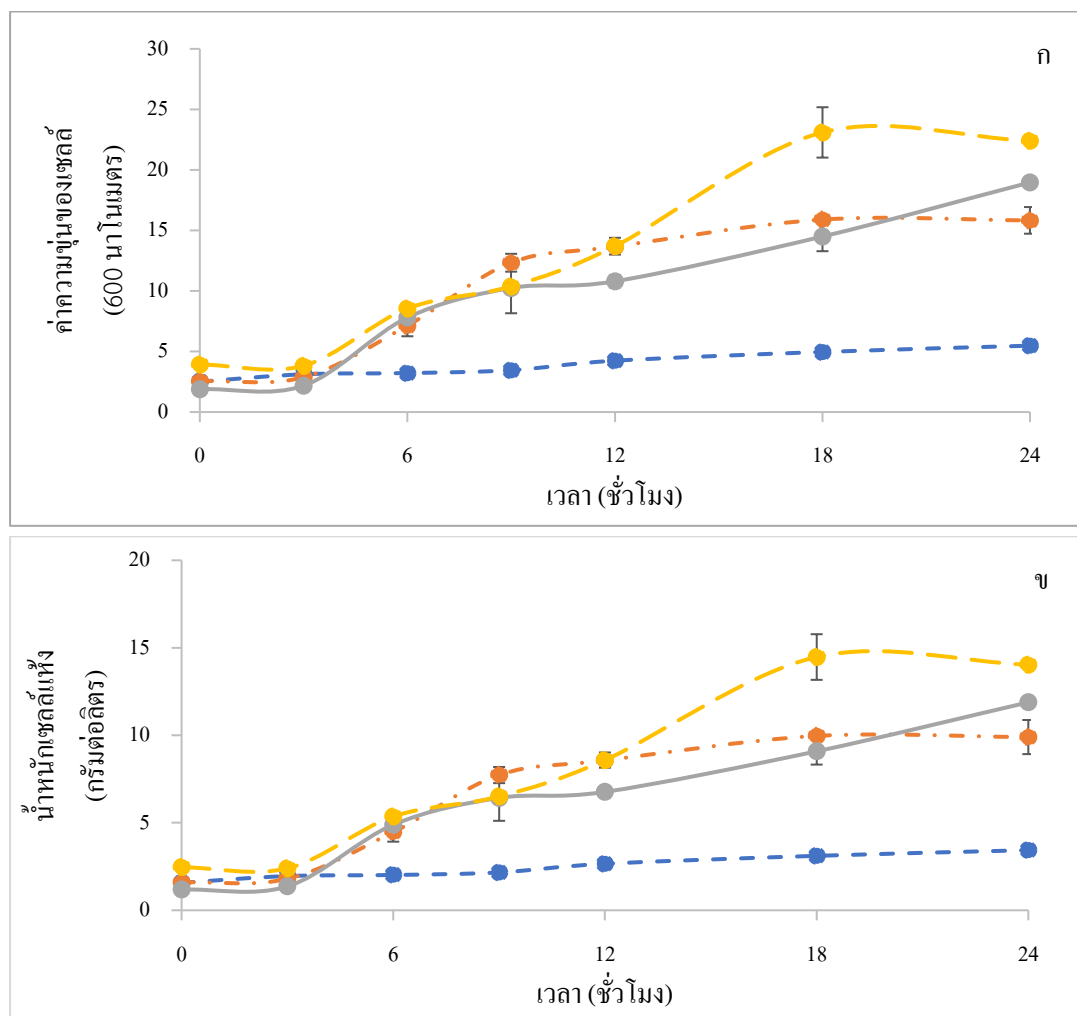 ก
30
25
20
15
10
5
0
ค่าความขุ่นของเซลล์
(600 นาโนเมตร)
0 6 12 18 24
เวลา (ชั่วโมง)
ข
20
15
10
5
0
น้ำหนักเซลล์แห้ง
(กรัมต่อลิตร)
0 6 12 18 24
เวลา (ชั่วโมง)